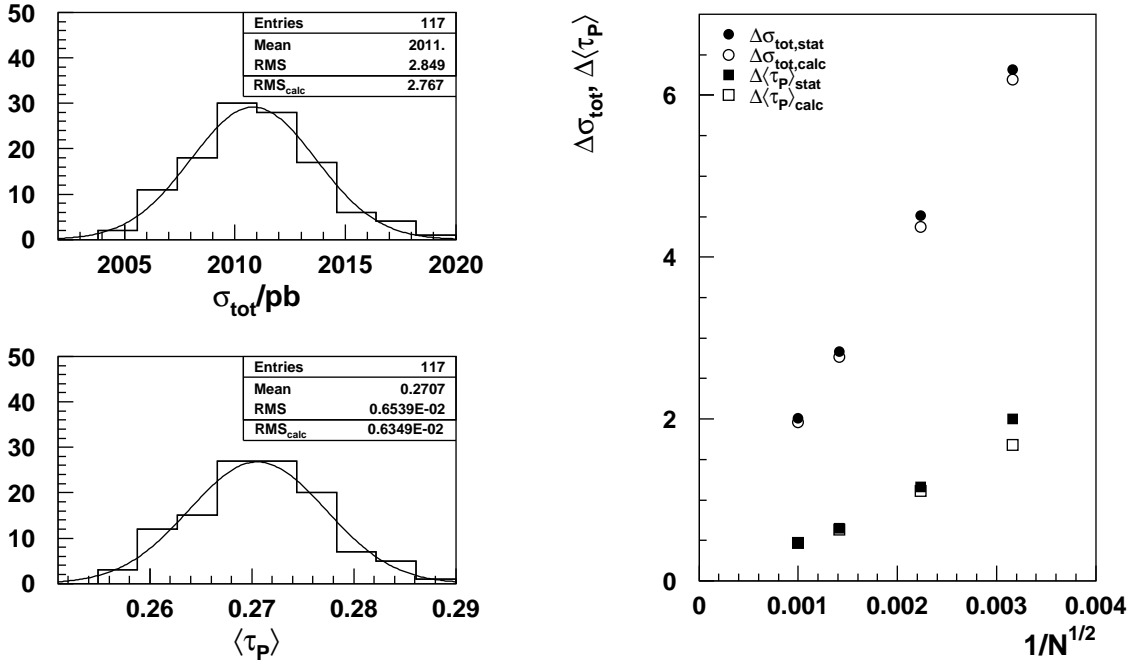 50
40
30
20
10
0
Entries 117
Mean 2011.
RMS 2.849
RMS_calc 2.767
2005 2010 2015 2020
σ_tot/pb
50
40
30
20
10
0
Entries 117
Mean 0.2707
RMS 0.6539E-02
RMS_calc 0.6349E-02
0.26 0.27 0.28 0.29
⟨τ_P⟩
Δσ_tot, Δ⟨τ_P⟩
Δσ_tot,stat
Δσ_tot,calc
Δ⟨τ_P⟩_stat
Δ⟨τ_P⟩_calc
6
4
2
0
0 0.001 0.002 0.003 0.004
1/N^1/2